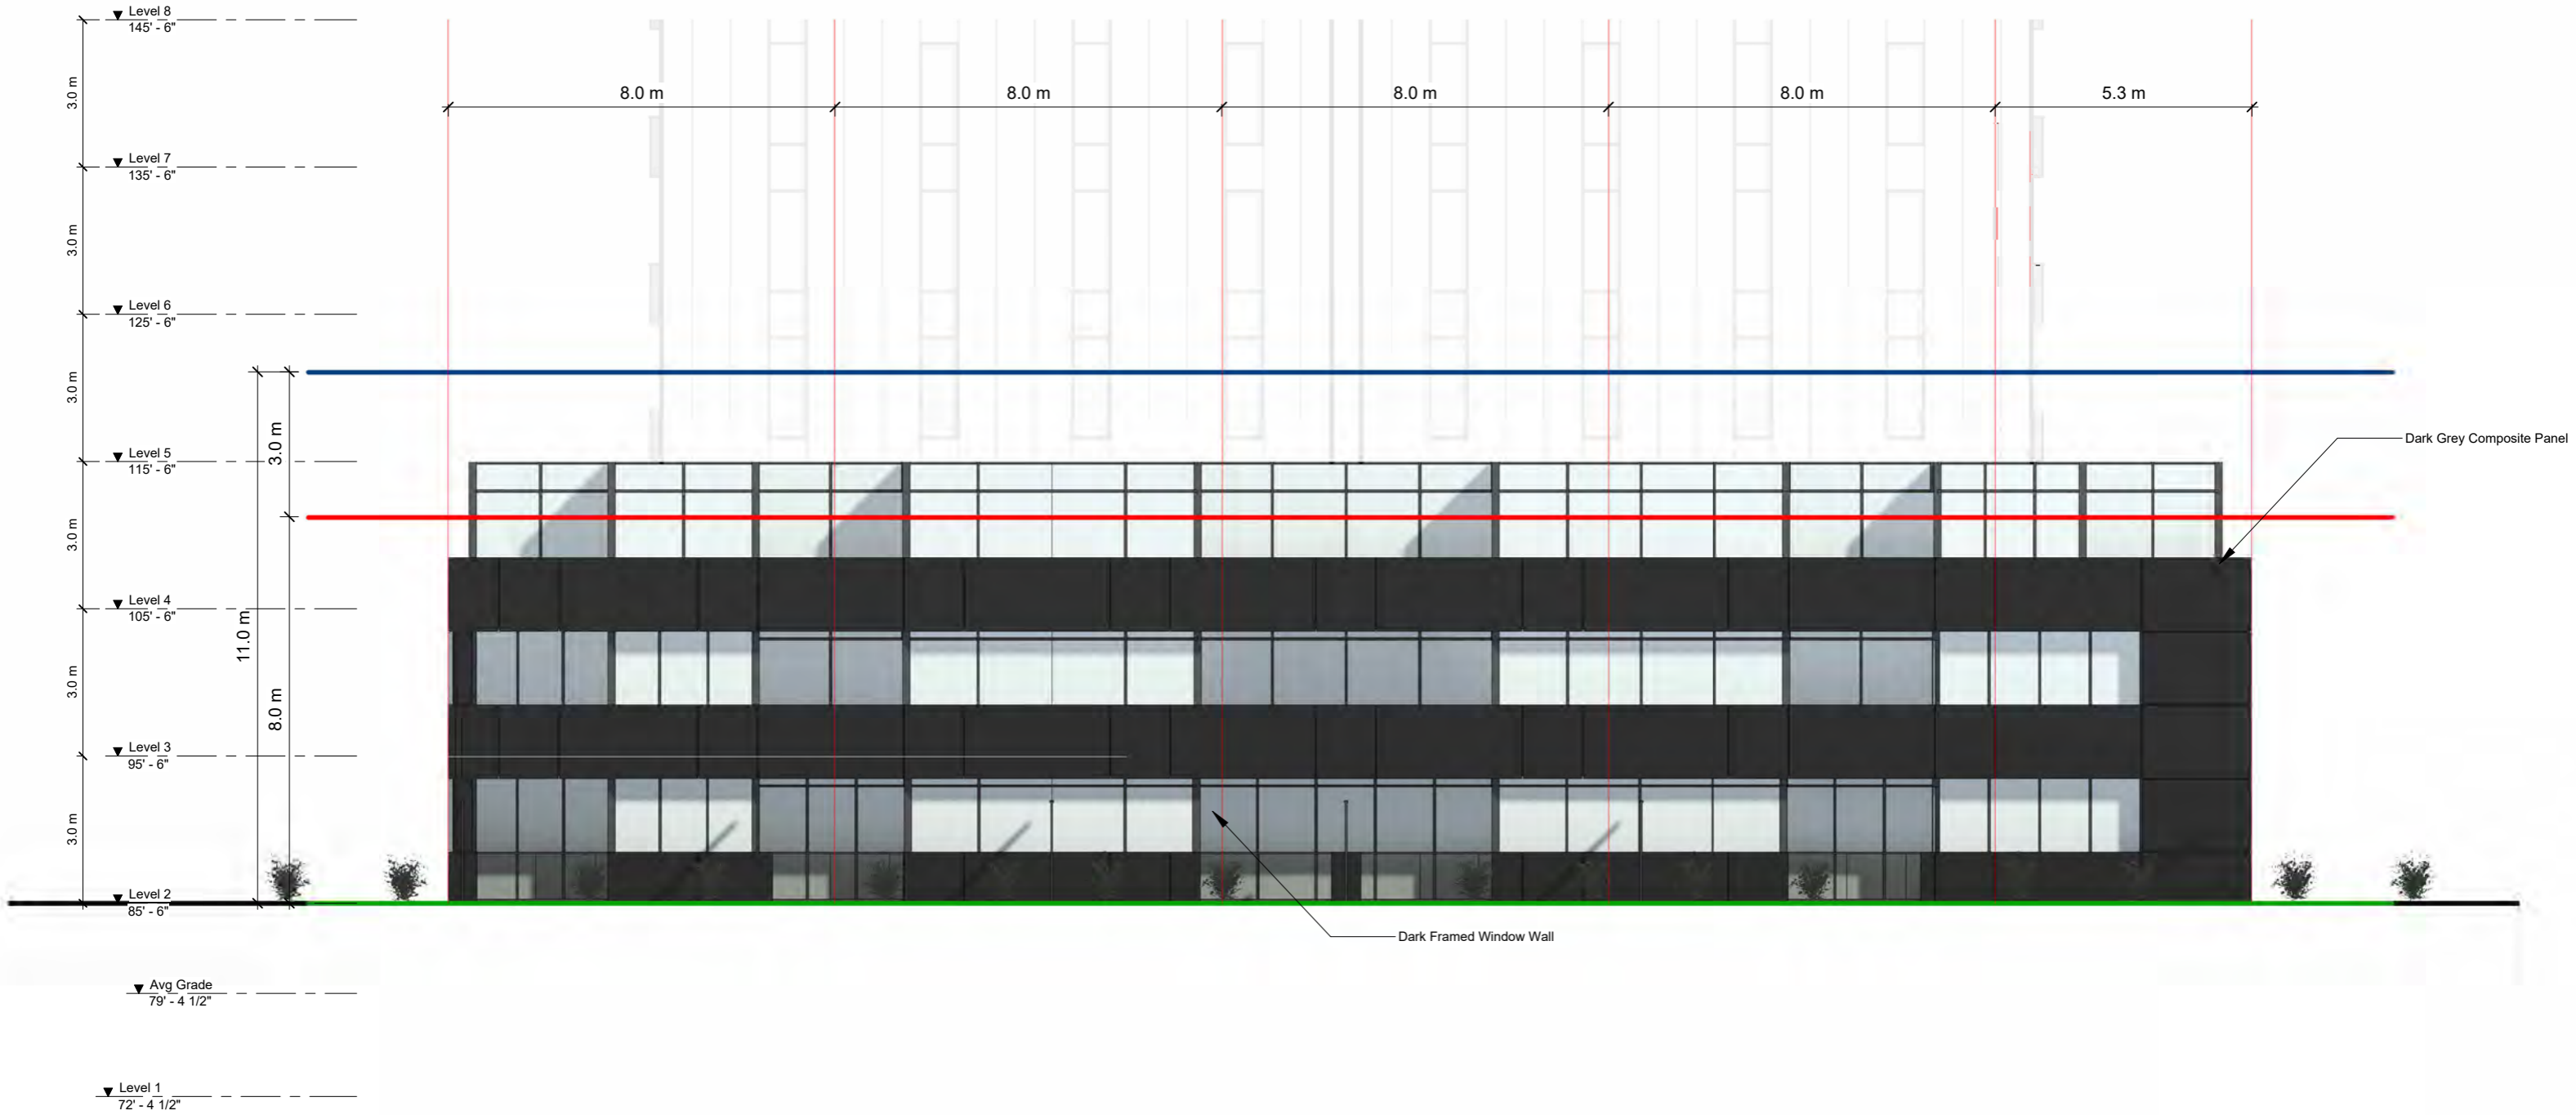 Level 8
145' - 6"
3.0 m
8.0 m
8.0 m
8.0 m
8.0 m
5.3 m
Level 7
135' - 6"
3.0 m
Level 6
125' - 6"
3.0 m
3.0 m
Dark Grey Composite Panel
Level 5
115' - 6"
3.0 m
Level 4
105' - 6"
11.0 m
3.0 m
8.0 m
Level 3
95' - 6"
3.0 m
Level 2
85' - 6"
Dark Framed Window Wall
Avg Grade
79' - 4 1/2"
Level 1
72' - 4 1/2"